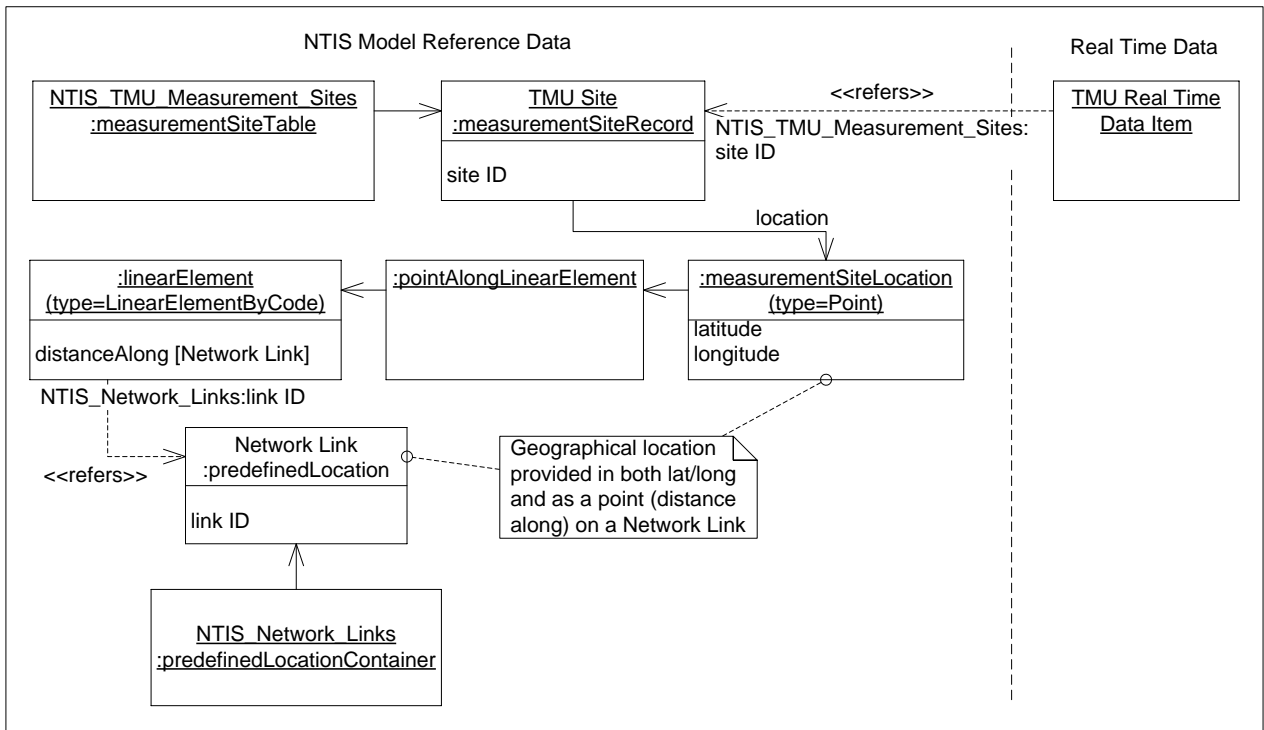 NTIS Model Reference Data
Real Time Data
NTIS_TMU_Measurement_Sites
:measurementSiteTable
TMU Site
:measurementSiteRecord
site ID
<<refers>>
NTIS_TMU_Measurement_Sites:
site ID
TMU Real Time
Data Item
location
:linearElement
(type=LinearElementByCode)
distanceAlong [Network Link]
:pointAlongLinearElement
:measurementSiteLocation
(type=Point)
latitude
longitude
NTIS_Network_Links:link ID
<<refers>>
Network Link
:predefinedLocation
link ID
Geographical location
provided in both lat/long
and as a point (distance
along) on a Network Link
NTIS_Network_Links
:predefinedLocationContainer